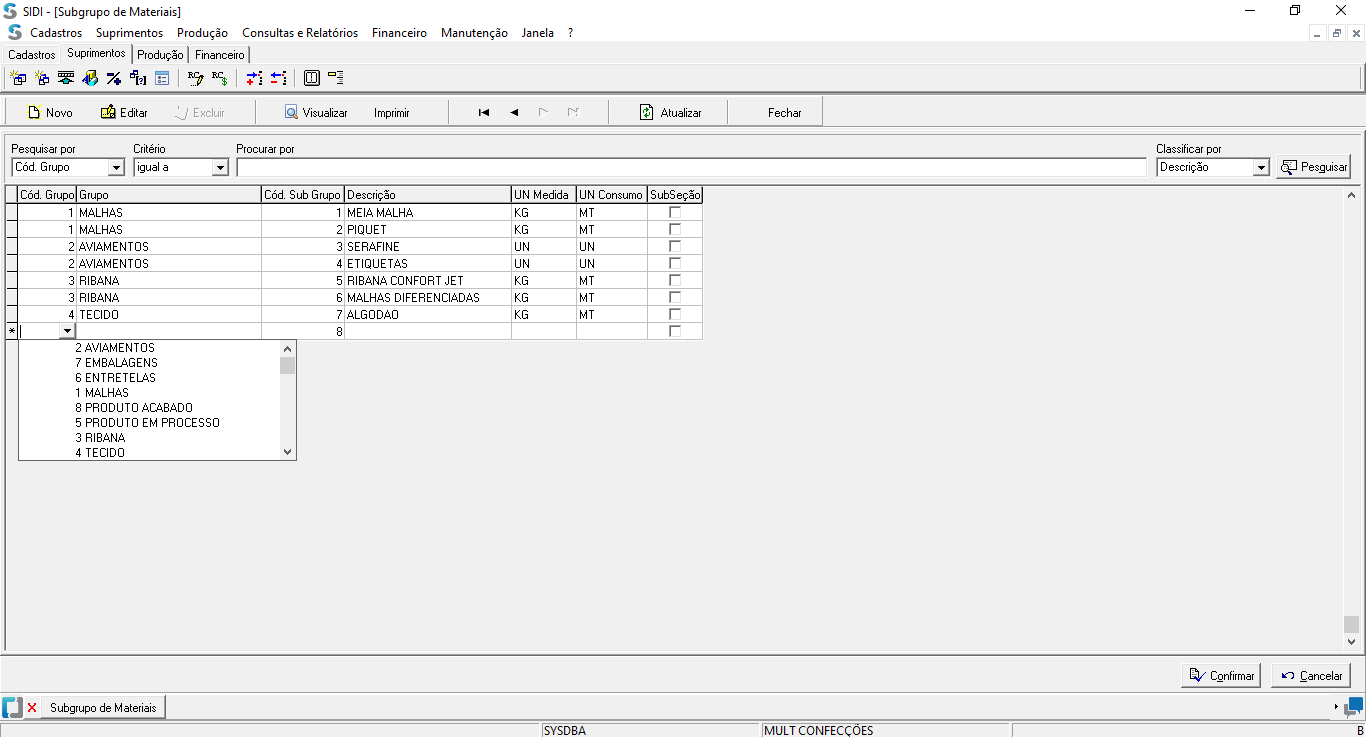 SIDI - [Subgrupo de Materiais]
Cadastros Suprimentos Produção Consultas e Relatórios Financeiro Manutenção Janela ?
Cadastros Suprimentos Produção Financeiro
Novo Editar Excluir Visualizar Imprimir Atualizar Fechar
Pesquisar por Critério Procurar por Classificar por
Cód. Grupo igual a Descrição Pesquisar
Cód. Grupo Grupo Cód. Sub Grupo Descrição UN Medida UN Consumo SubSeção
1 MALHAS 1 MEIA MALHA KG MT
1 MALHAS 2 PIQUET KG MT
2 AVIAMENTOS 3 SERAFINE UN UN
2 AVIAMENTOS 4 ETIQUETAS UN UN
3 RIBANA 5 RIBANA CONFORT JET KG MT
3 RIBANA 6 MALHAS DIFERENCIADAS KG MT
4 TECIDO 7 ALGODAO KG MT
* 8
2 AVIAMENTOS
7 EMBALAGENS
6 ENTRETELAS
1 MALHAS
8 PRODUTO ACABADO
5 PRODUTO EM PROCESSO
3 RIBANA
4 TECIDO
Confirmar Cancelar
Subgrupo de Materiais
SYSDBA MULT CONFECÇÕES B